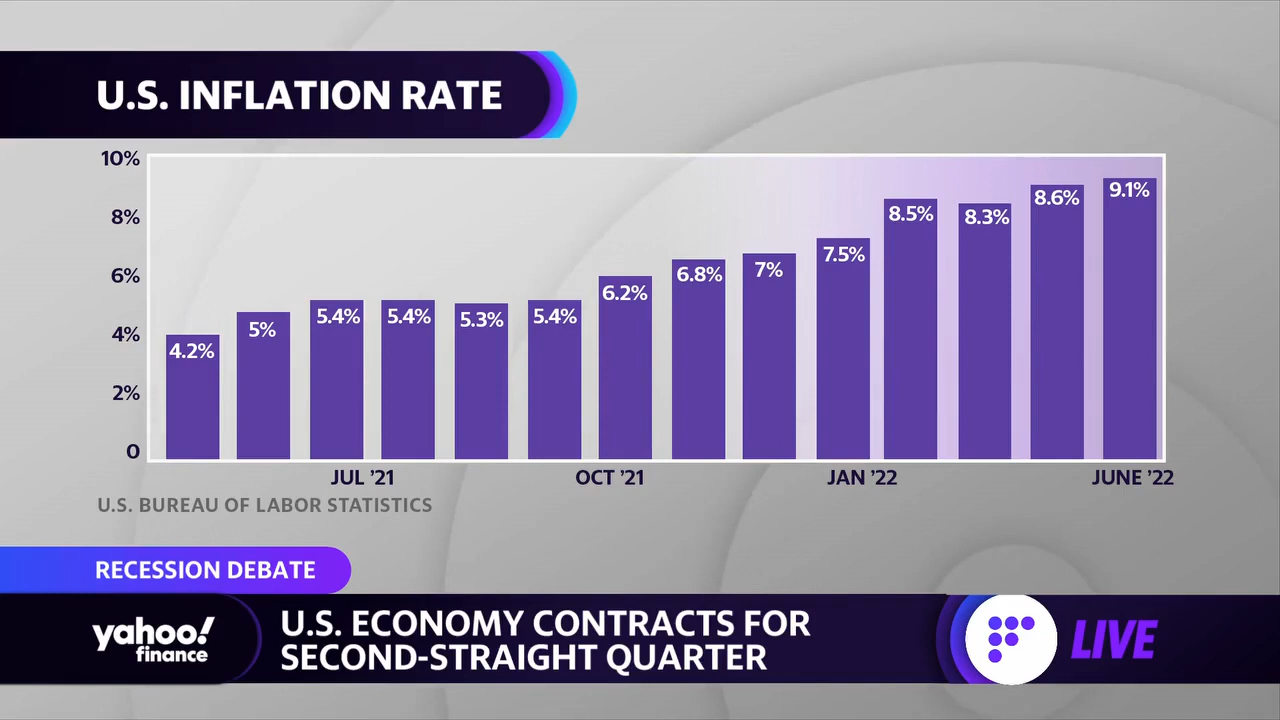 U.S. INFLATION RATE
10%
8%
6%
4%
2%
0
4.2%
5%
5.4%
5.4%
5.3%
5.4%
6.2%
6.8%
7%
7.5%
8.5%
8.3%
8.6%
9.1%
JUL ’21
OCT ’21
JAN ’22
JUNE ’22
U.S. BUREAU OF LABOR STATISTICS
RECESSION DEBATE
yahoo!
finance
U.S. ECONOMY CONTRACTS FOR
SECOND-STRAIGHT QUARTER
LIVE